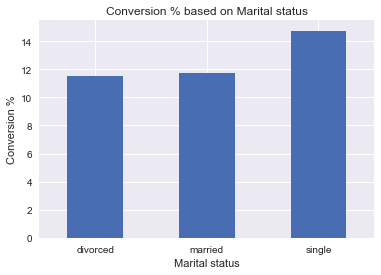 Conversion % based on Marital status
Conversion %
14
12
10
8
6
4
2
0
divorced married single
Marital status